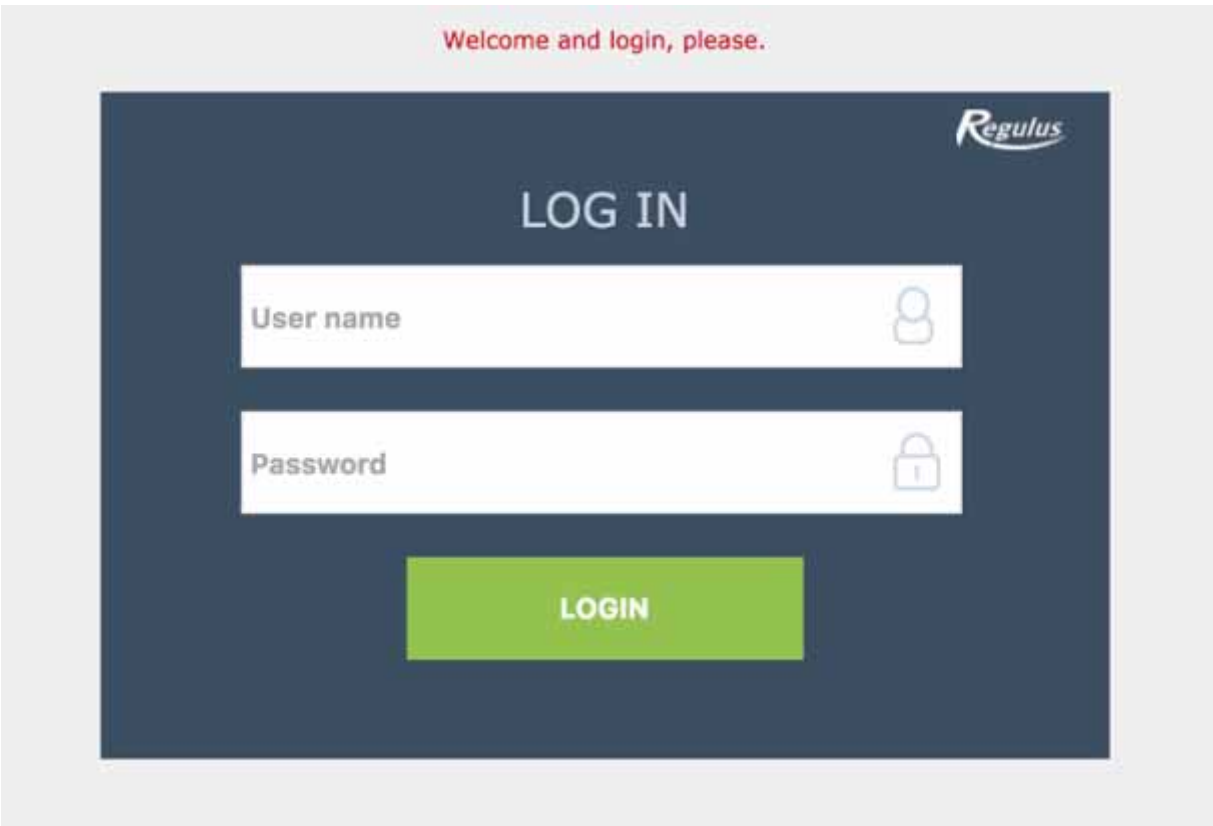 Welcome and login, please.
Regulus
LOG IN
User name
Password
LOGIN